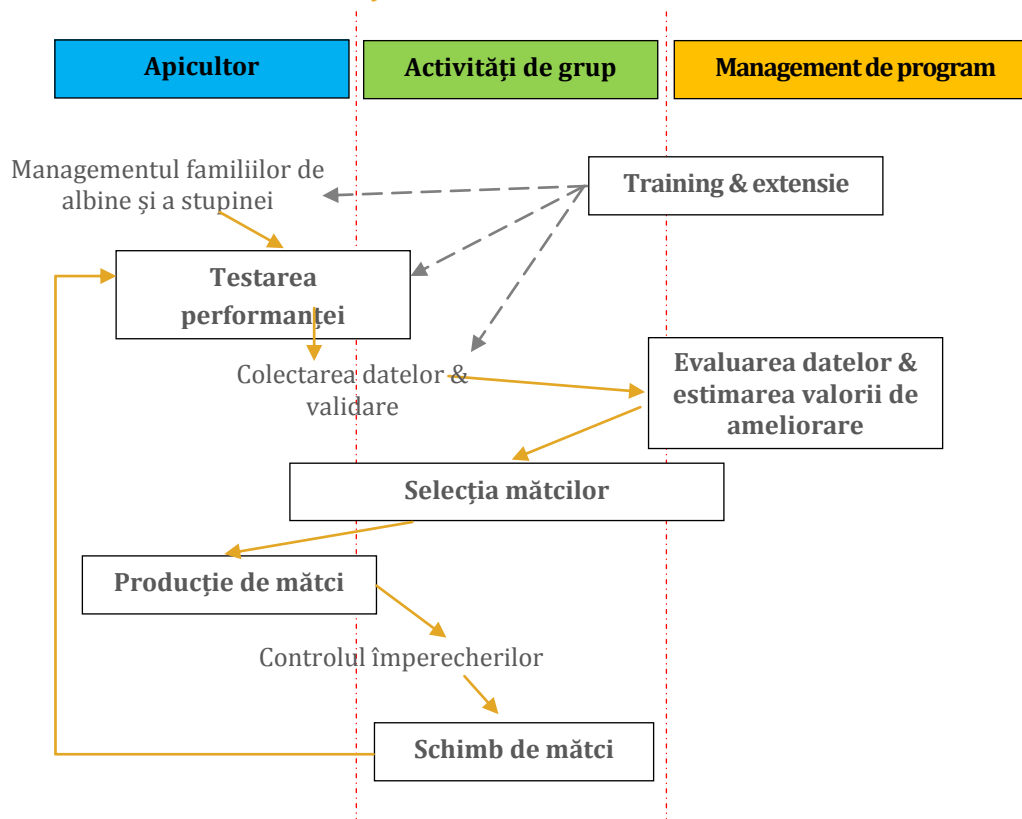 Apicultor
Activități de grup
Management de program
Managementul familiilor de
albine și a stupinei
Training & extensie
Testarea
performanței
Colectarea datelor &
validare
Evaluarea datelor &
estimarea valorii de
ameliorare
Selecția mătcilor
Producție de mătci
Controlul împerecherilor
Schimb de mătci